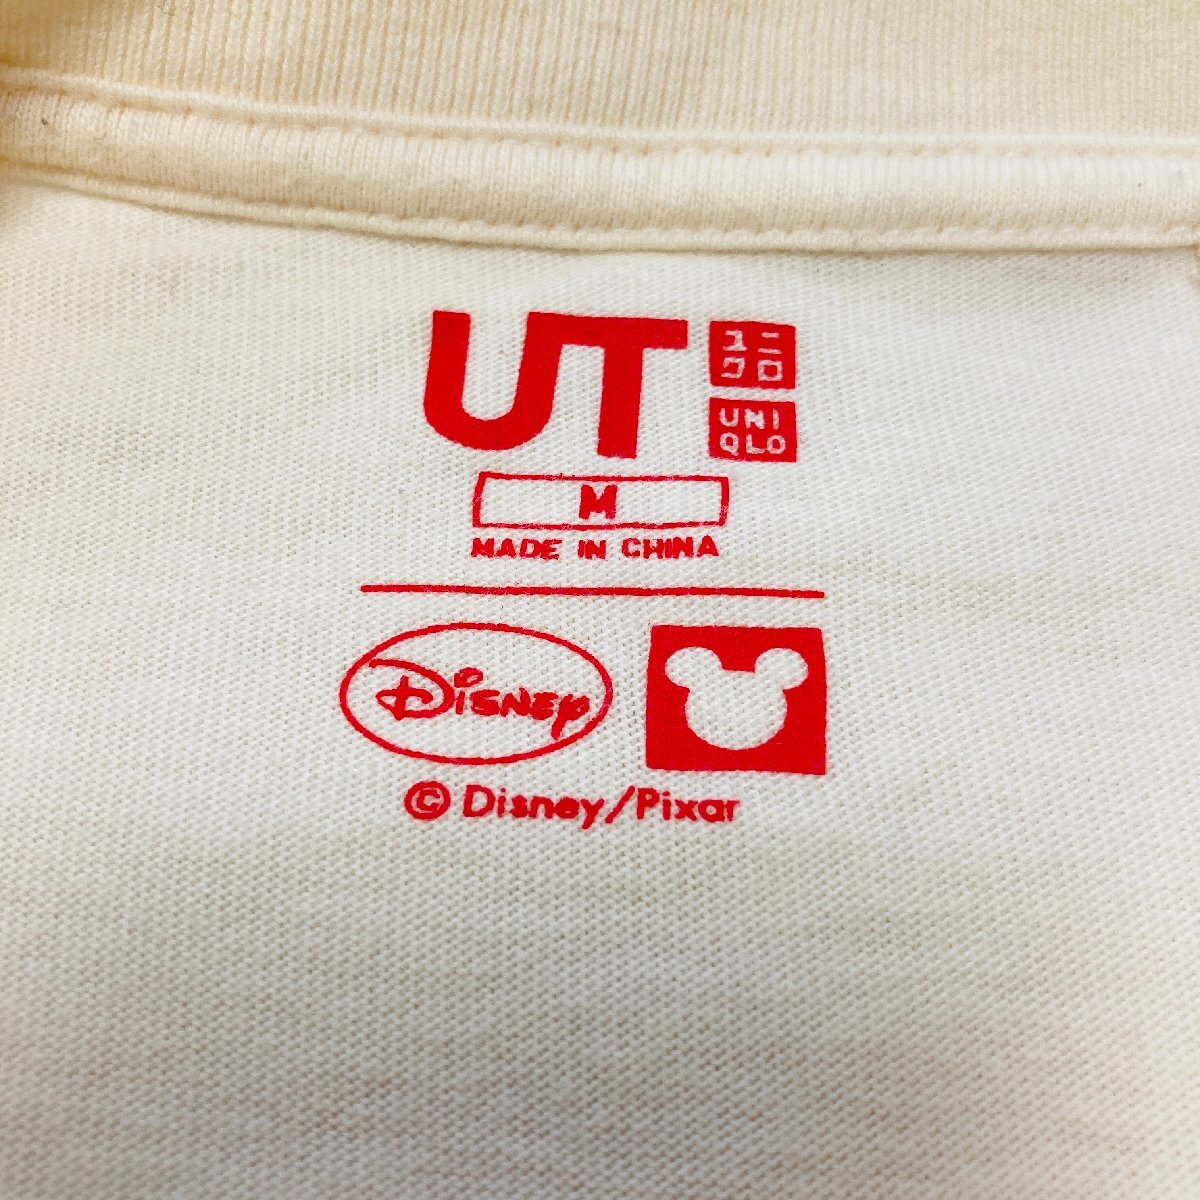 UT
ユニ
クロ
UNI
QLO
M
MADE IN CHINA
Disney
© Disney/Pixar